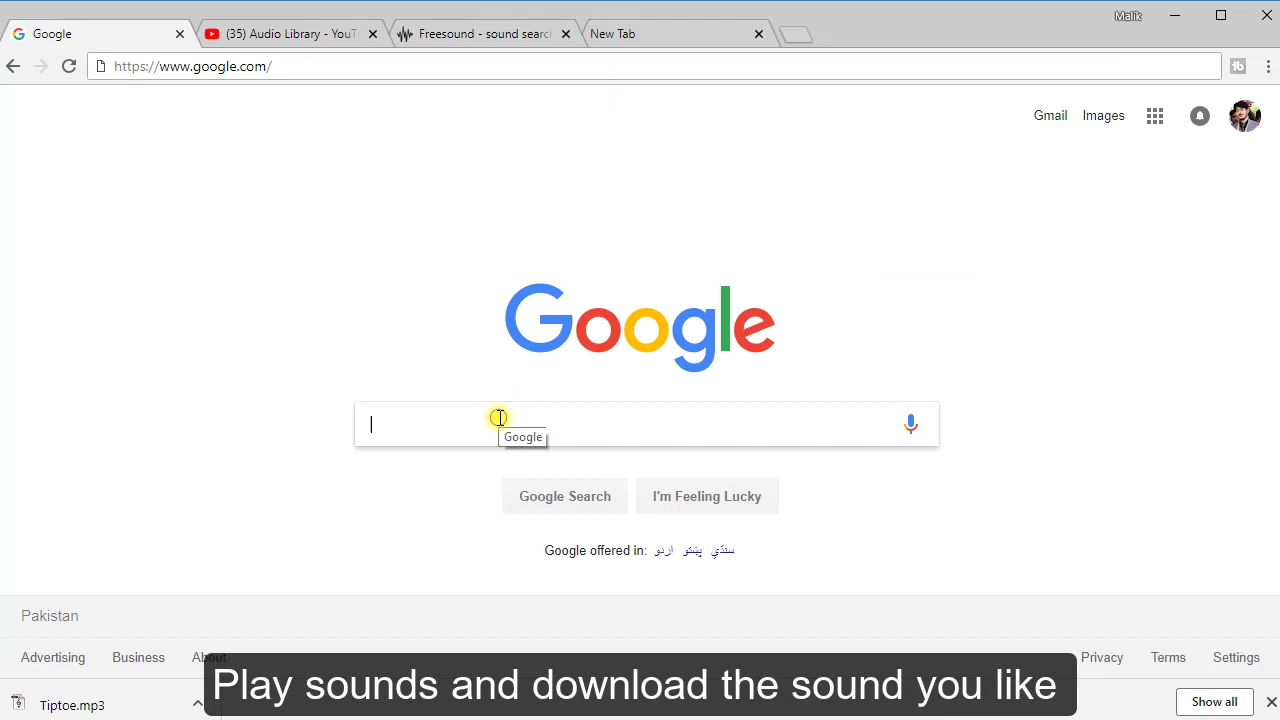 Malik
Google
(35) Audio Library - YouT
Freesound - sound search
New Tab
https://www.google.com/
Gmail Images
Google
Google
Google Search I'm Feeling Lucky
Google offered in: اردو پښتو سنڌي
Pakistan
Advertising Business About Privacy Terms Settings
Play sounds and download the sound you like
Tiptoe.mp3 Show all